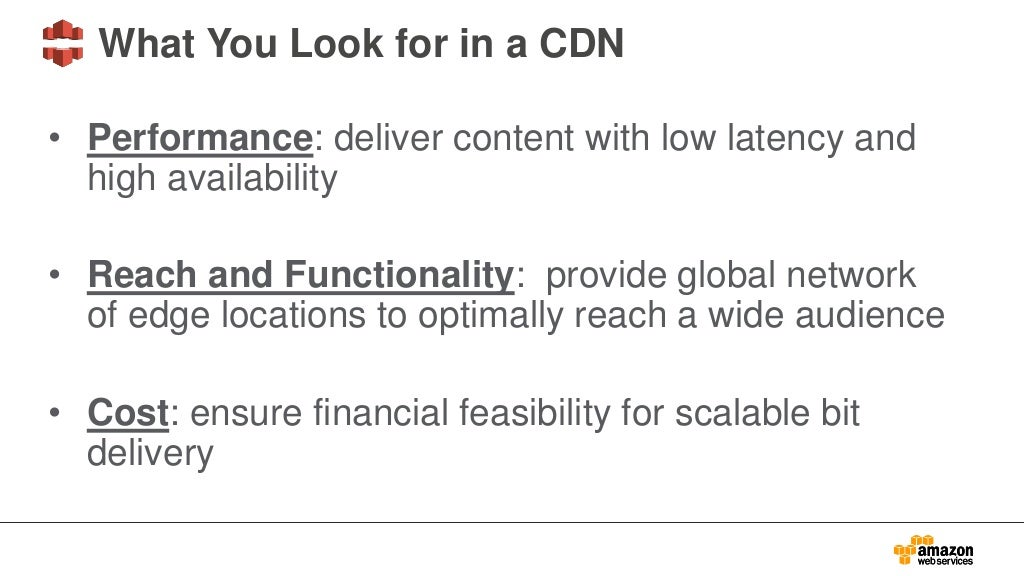 What You Look for in a CDN
• Performance: deliver content with low latency and
high availability
• Reach and Functionality:  provide global network
of edge locations to optimally reach a wide audience
• Cost: ensure financial feasibility for scalable bit
delivery
amazon
web services